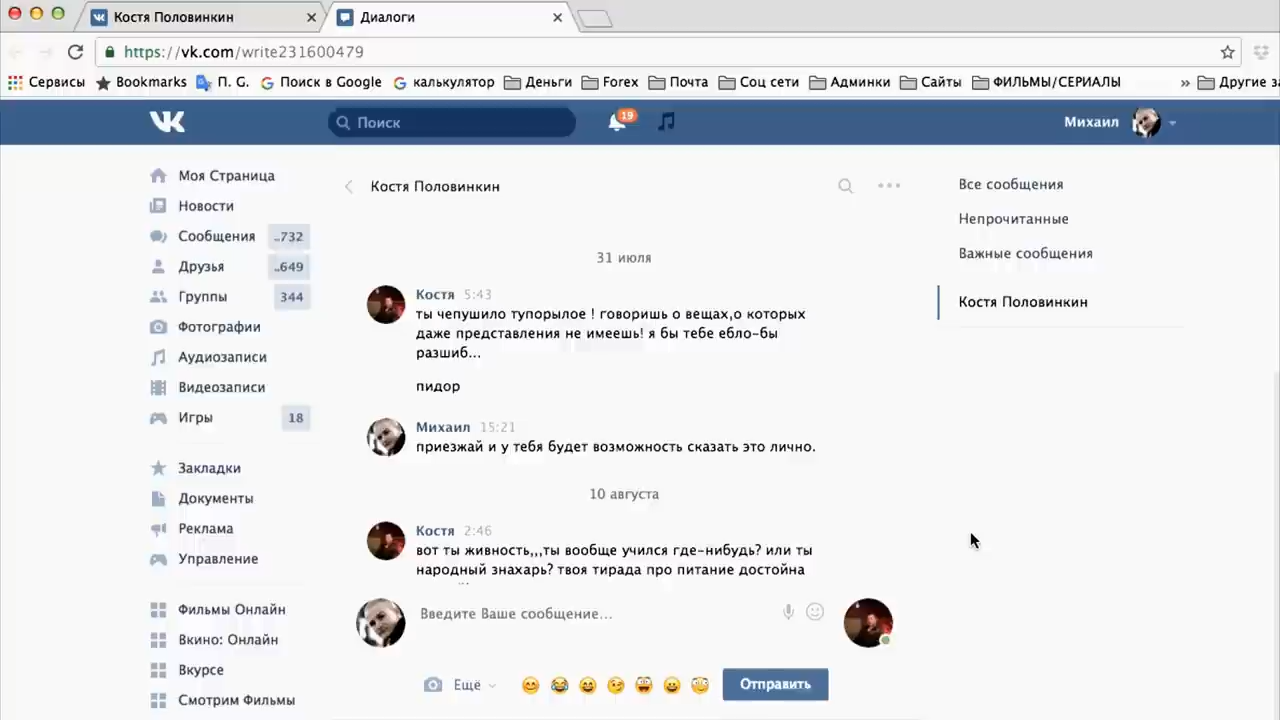 Костя Половинкин
Диалоги
https://vk.com/write231600479
Сервисы
Bookmarks
П. G.
Поиск в Google
калькулятор
Деньги
Forex
Почта
Соц сети
Админки
Сайты
ФИЛЬМЫ/СЕРИАЛЫ
»
Другие за
Поиск
19
Михаил
Моя Страница
Новости
Сообщения ..732
Друзья ..649
Группы 344
Фотографии
Аудиозаписи
Видеозаписи
Игры 18
Закладки
Документы
Реклама
Управление
Фильмы Онлайн
Вкино: Онлайн
Вкурсе
Смотрим Фильмы
Костя Половинкин
31 июля
Костя 5:43
ты чепушило тупорылое ! говоришь о вещах,о которых
даже представления не имеешь! я бы тебе ебло-бы
разшиб...
пидор
Михаил 15:21
приезжай и у тебя будет возможность сказать это лично.
10 августа
Костя 2:46
вот ты живность,,,ты вообще учился где-нибудь? или ты
народный знахарь? твоя тирада про питание достойна
Введите Ваше сообщение...
Ещё
Отправить
Все сообщения
Непрочитанные
Важные сообщения
Костя Половинкин